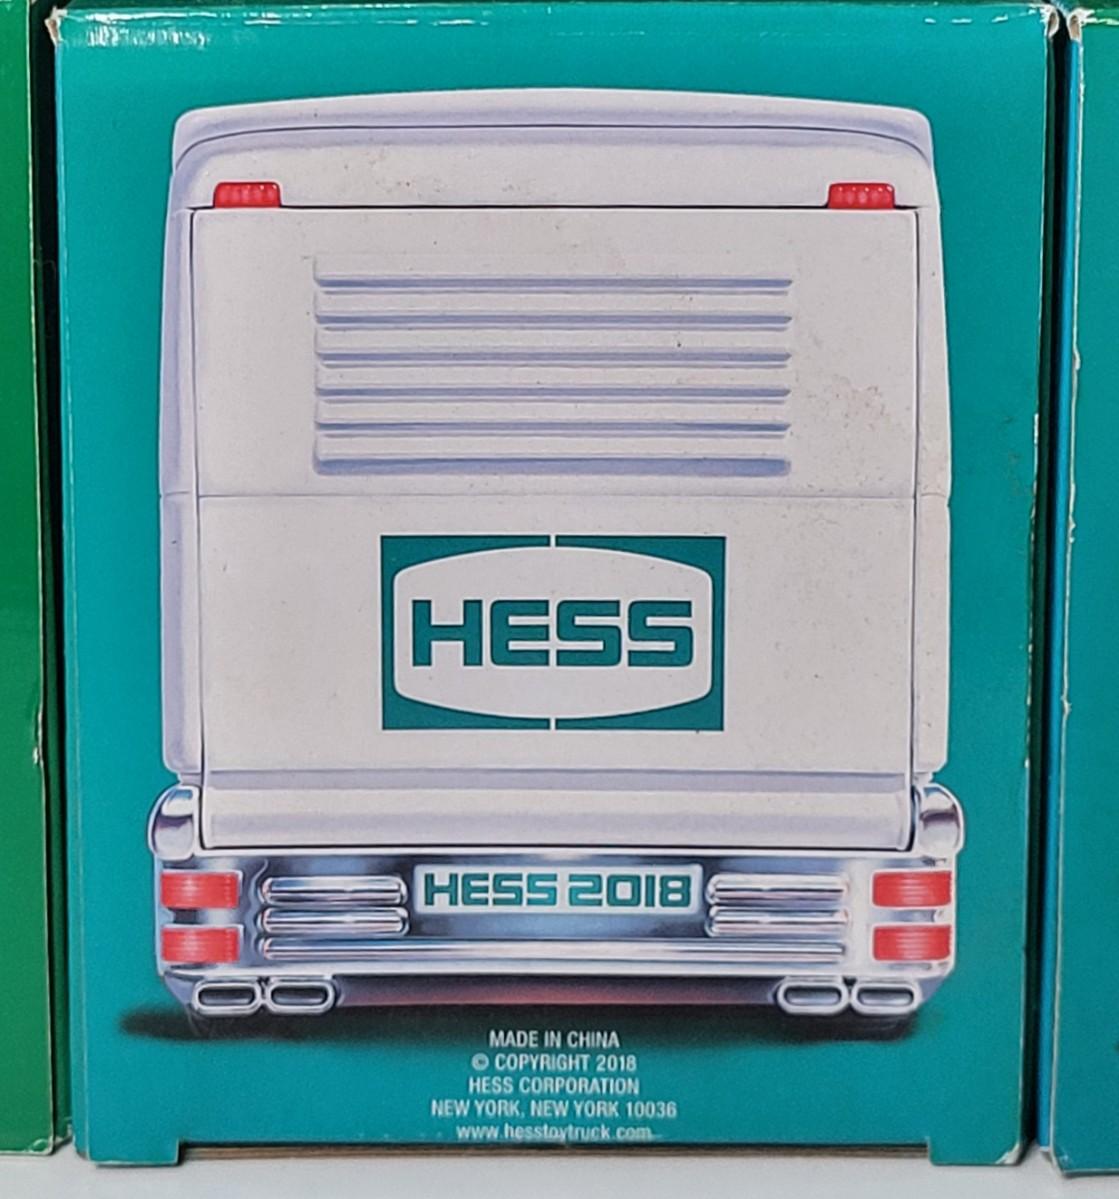 HESS
HESS 2018
MADE IN CHINA
© COPYRIGHT 2018
HESS CORPORATION
NEW YORK, NEW YORK 10036
www.hesstoytruck.com